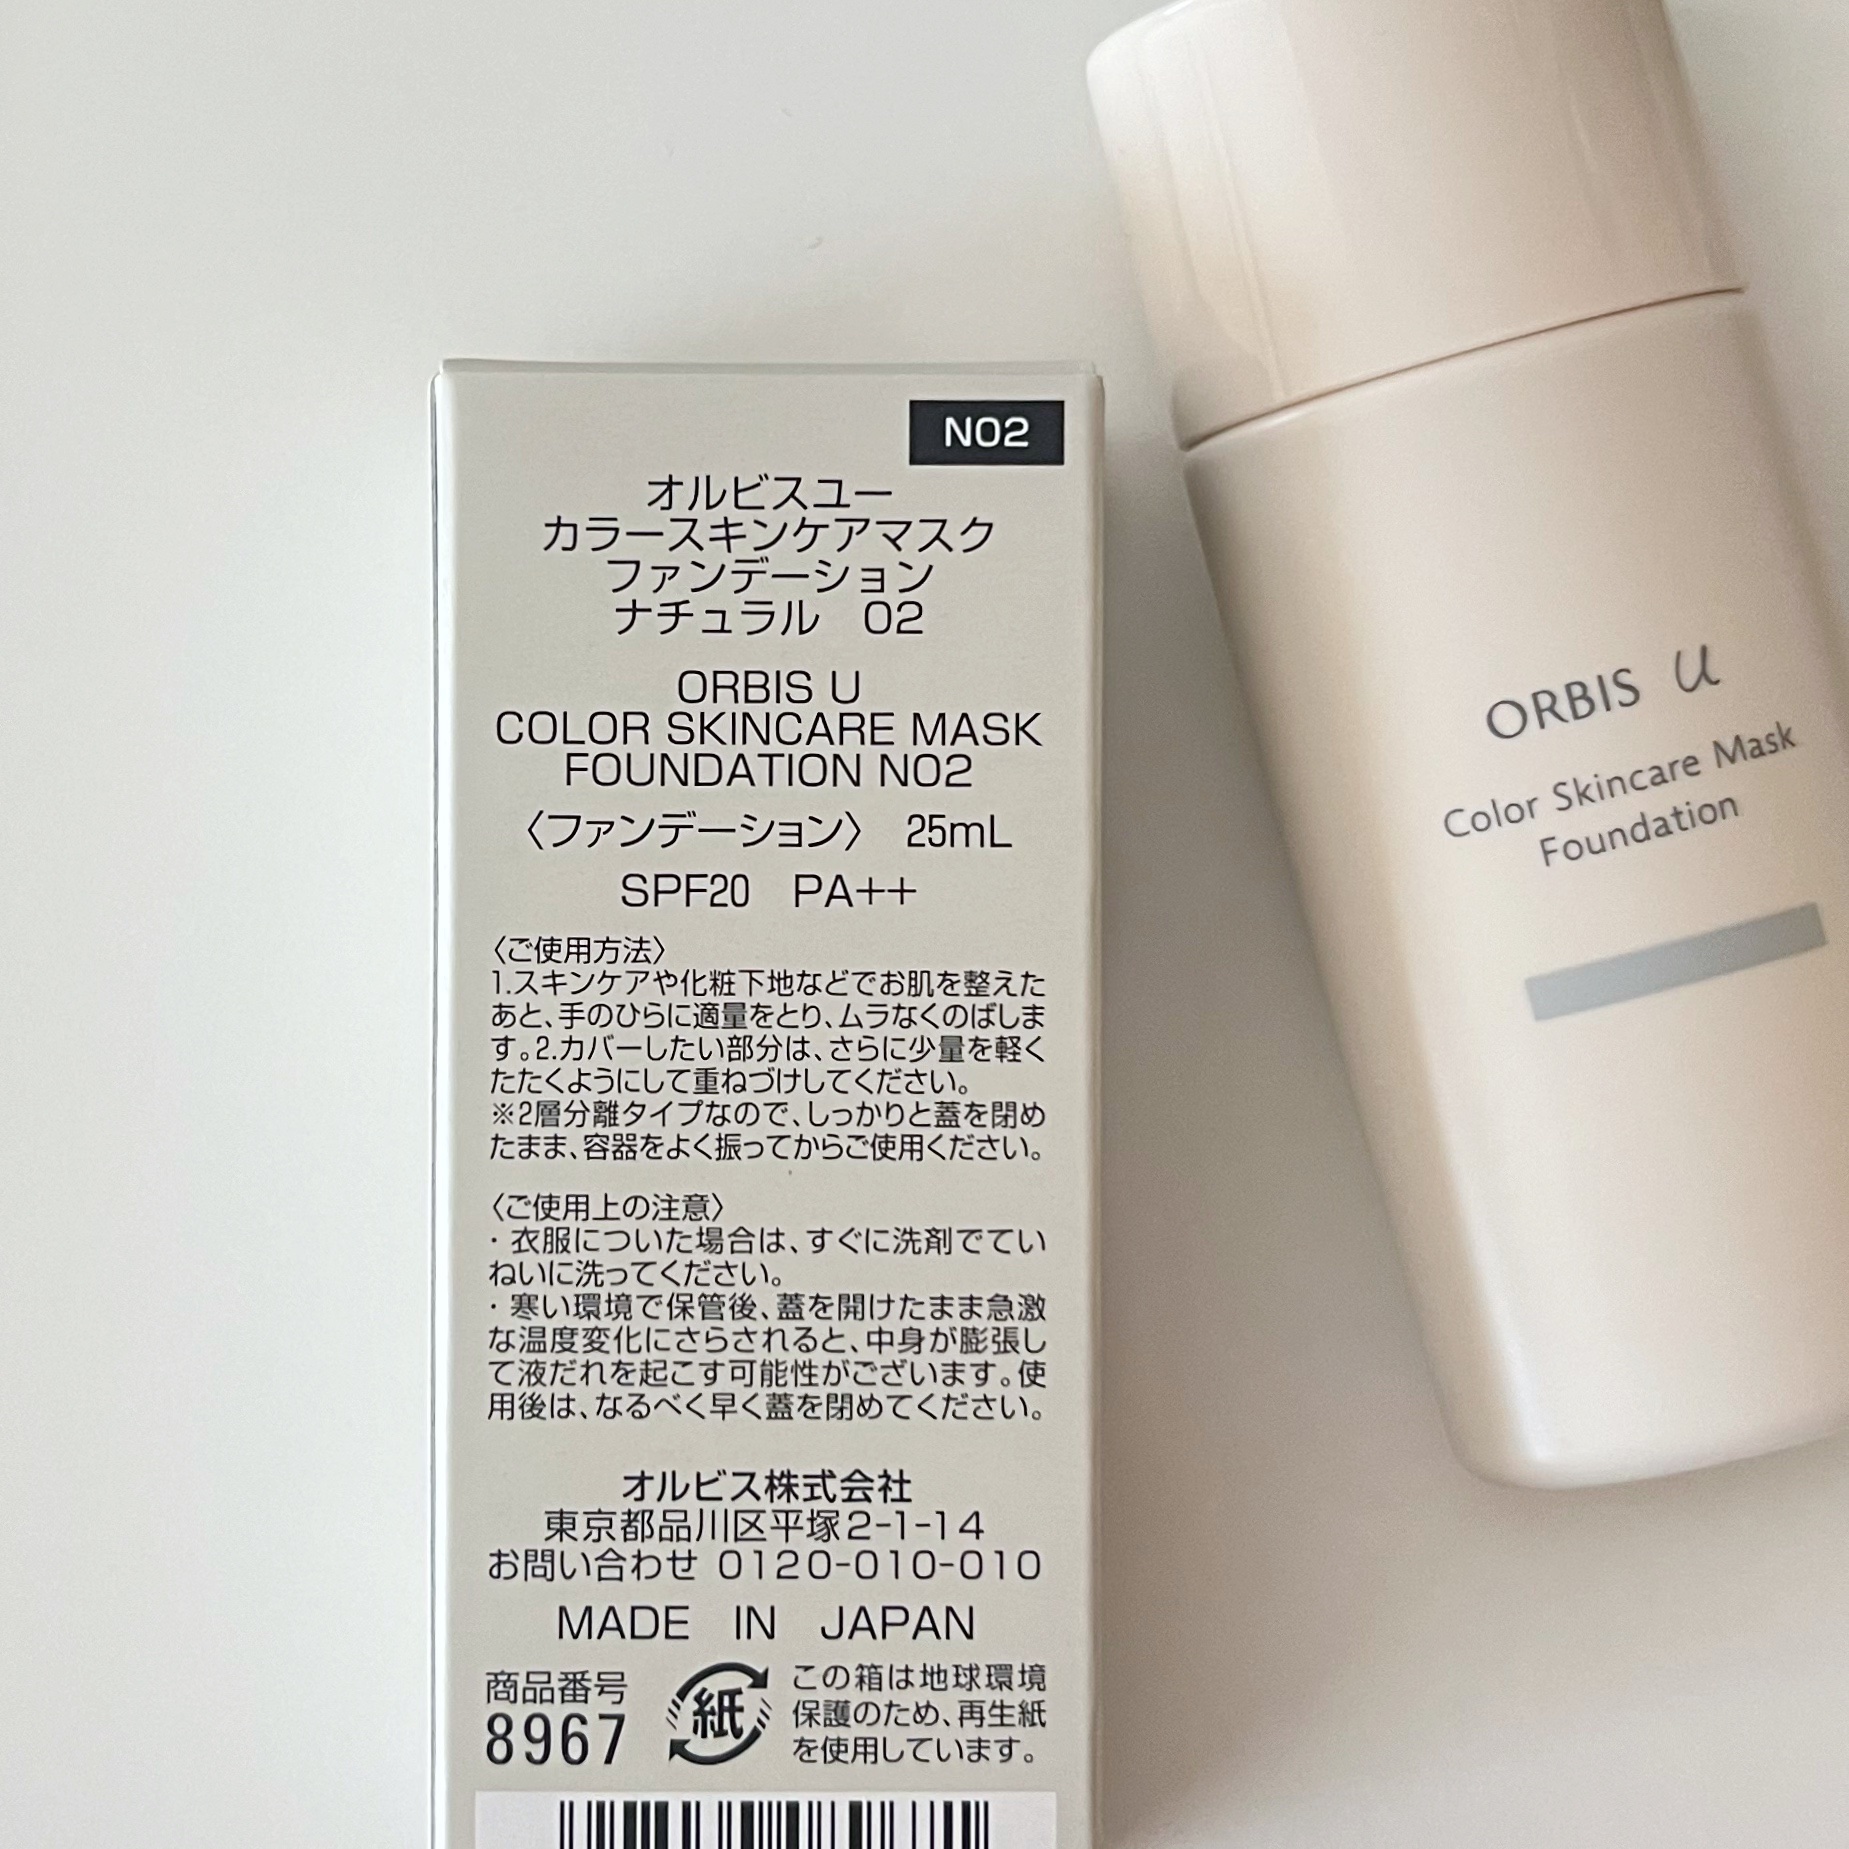 N02
オルビスユー
カラースキンケアマスク
ファンデーション
ナチュラル 02
ORBIS U
COLOR SKINCARE MASK
FOUNDATION N02
〈ファンデーション〉 25mL
SPF20 PA++
〈ご使用方法〉
1.スキンケアや化粧下地などでお肌を整えた
あと、手のひらに適量をとり、ムラなくのばしま
す。2.カバーしたい部分は、さらに少量を軽く
たたくようにして重ねづけしてください。
※2層分離タイプなので、しっかりと蓋を閉め
たまま、容器をよく振ってからご使用ください。
〈ご使用上の注意〉
・衣服についた場合は、すぐに洗剤でてい
ねいに洗ってください。
・寒い環境で保管後、蓋を開けたまま急激
な温度変化にさらされると、中身が膨張し
て液だれを起こす可能性がございます。使
用後は、なるべく早く蓋を閉めてください。
オルビス株式会社
東京都品川区平塚2-1-14
お問い合わせ 0120-010-010
MADE IN JAPAN
商品番号
8967
紙
この箱は地球環境
保護のため、再生紙
を使用しています。
ORBIS U
Color Skincare Mask
Foundation